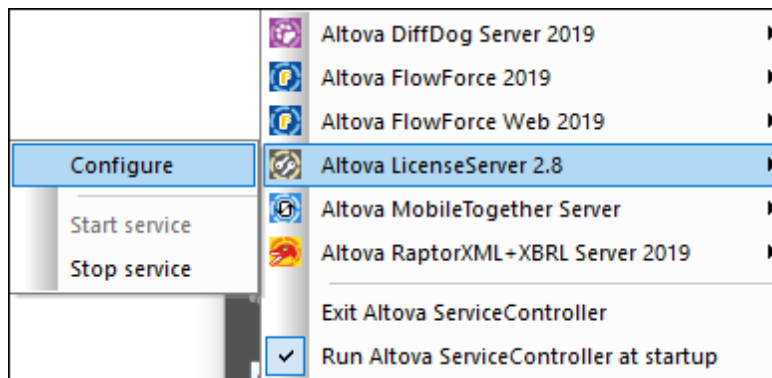 Altova DiffDog Server 2019
Altova FlowForce 2019
Altova FlowForce Web 2019
Altova LicenseServer 2.8
Altova MobileTogether Server
Altova RaptorXML+XBRL Server 2019
Exit Altova ServiceController
Run Altova ServiceController at startup
Configure
Start service
Stop service